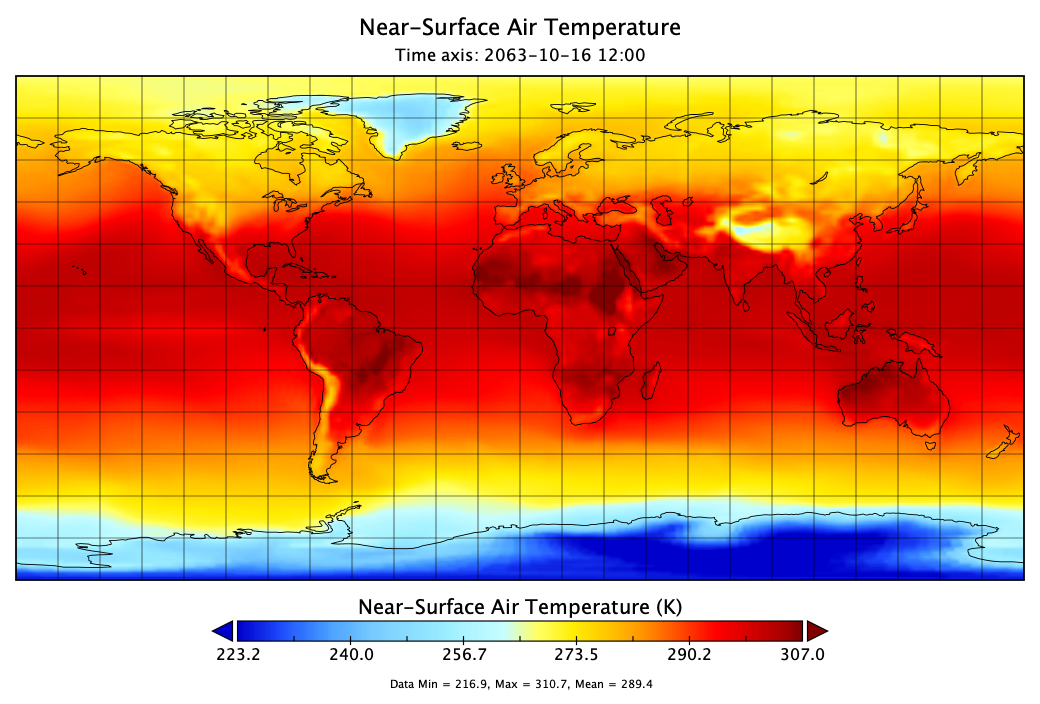 Near-Surface Air Temperature
Time axis: 2063-10-16 12:00
Near-Surface Air Temperature (K)
223.2 240.0 256.7 273.5 290.2 307.0
Data Min = 216.9, Max = 310.7, Mean = 289.4